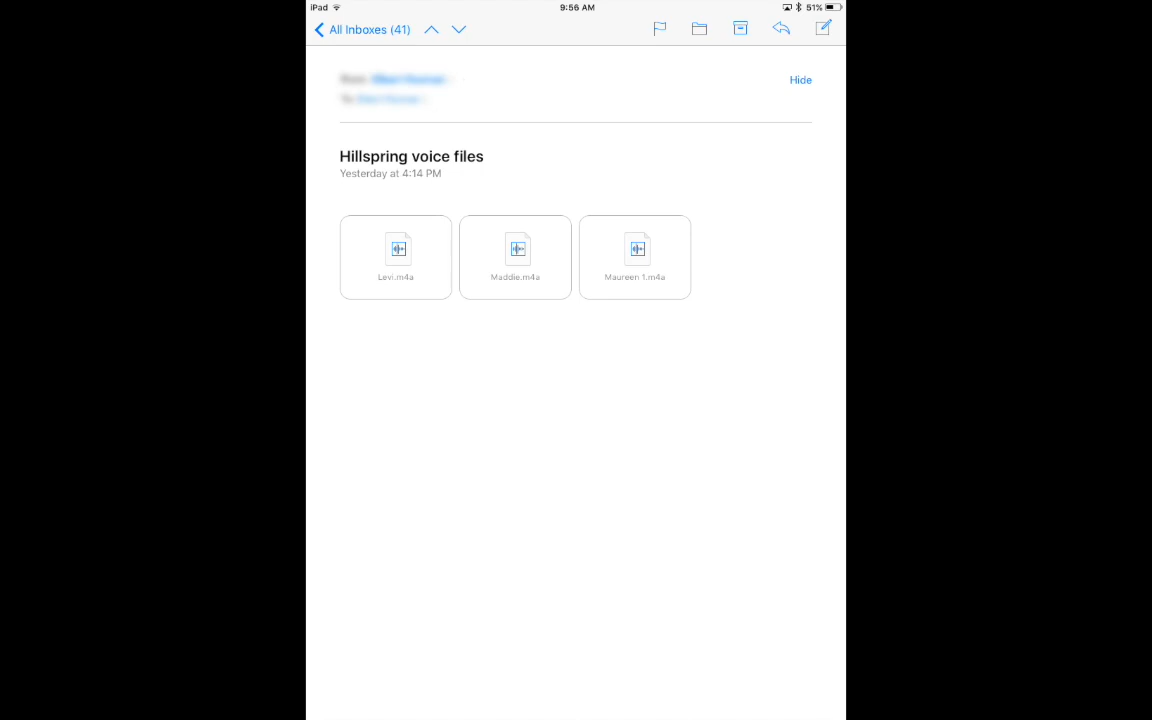 iPad 9:56 AM 51%
All Inboxes (41)
Hide
Hillspring voice files
Yesterday at 4:14 PM
Levi.m4a Maddie.m4a Maureen 1.m4a